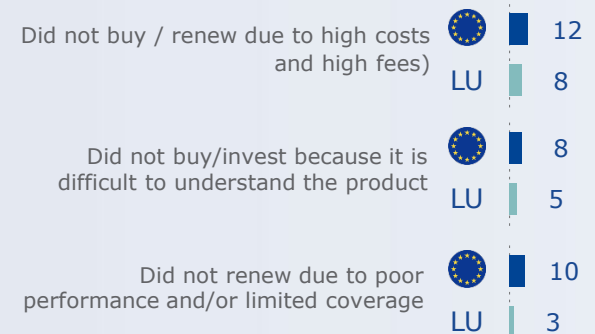 Did not buy / renew due to high costs
and high fees)
12
LU 8
Did not buy/invest because it is
difficult to understand the product
8
LU 5
Did not renew due to poor
performance and/or limited coverage
10
LU 3